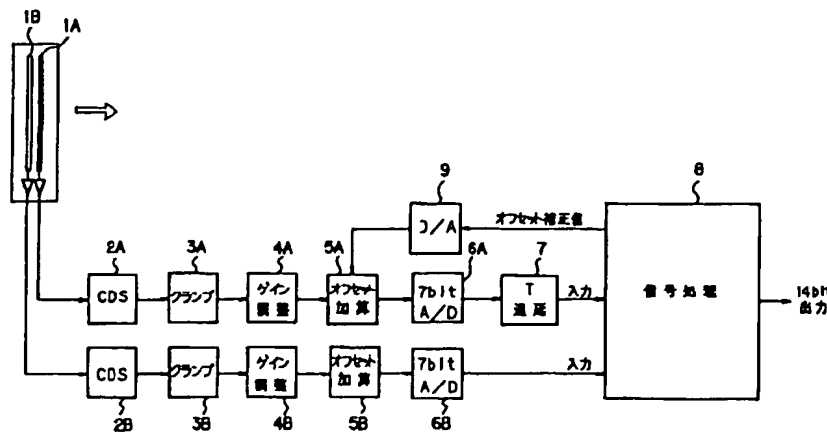 1B 1A
9
8
オフセット補正値
D/A
2A 3A 4A 5A 6A 7
CDS
クランプ
ゲイン
調整
オフセット
加算
7bit
A/D
T
遅延
入力
信号処理
14bit
出力
CDS
クランプ
ゲイン
調整
オフセット
加算
7bit
A/D
入力
2B 3B 4B 5B 6B